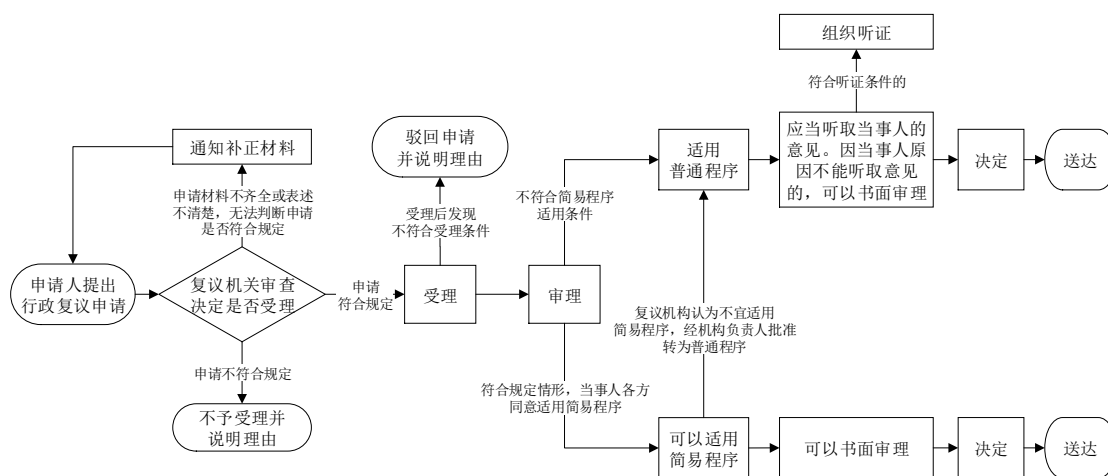 组织听证
符合听证条件的
驳回申请
并说明理由
适用
普通程序
应当听取当事人的
意见。因当事人原
因不能听取意见
的，可以书面审理
决定
送达
通知补正材料
申请材料不齐全或表述
不清楚，无法判断申请
是否符合规定
受理后发现
不符合受理条件
不符合简易程序
适用条件
申请人提出
行政复议申请
复议机关审查
决定是否受理
申请
符合规定
受理
审理
复议机构认为不宜适用
简易程序，经机构负责人批准
转为普通程序
申请不符合规定
不予受理并
说明理由
符合规定情形，当事人各方
同意适用简易程序
可以适用
简易程序
可以书面审理
决定
送达